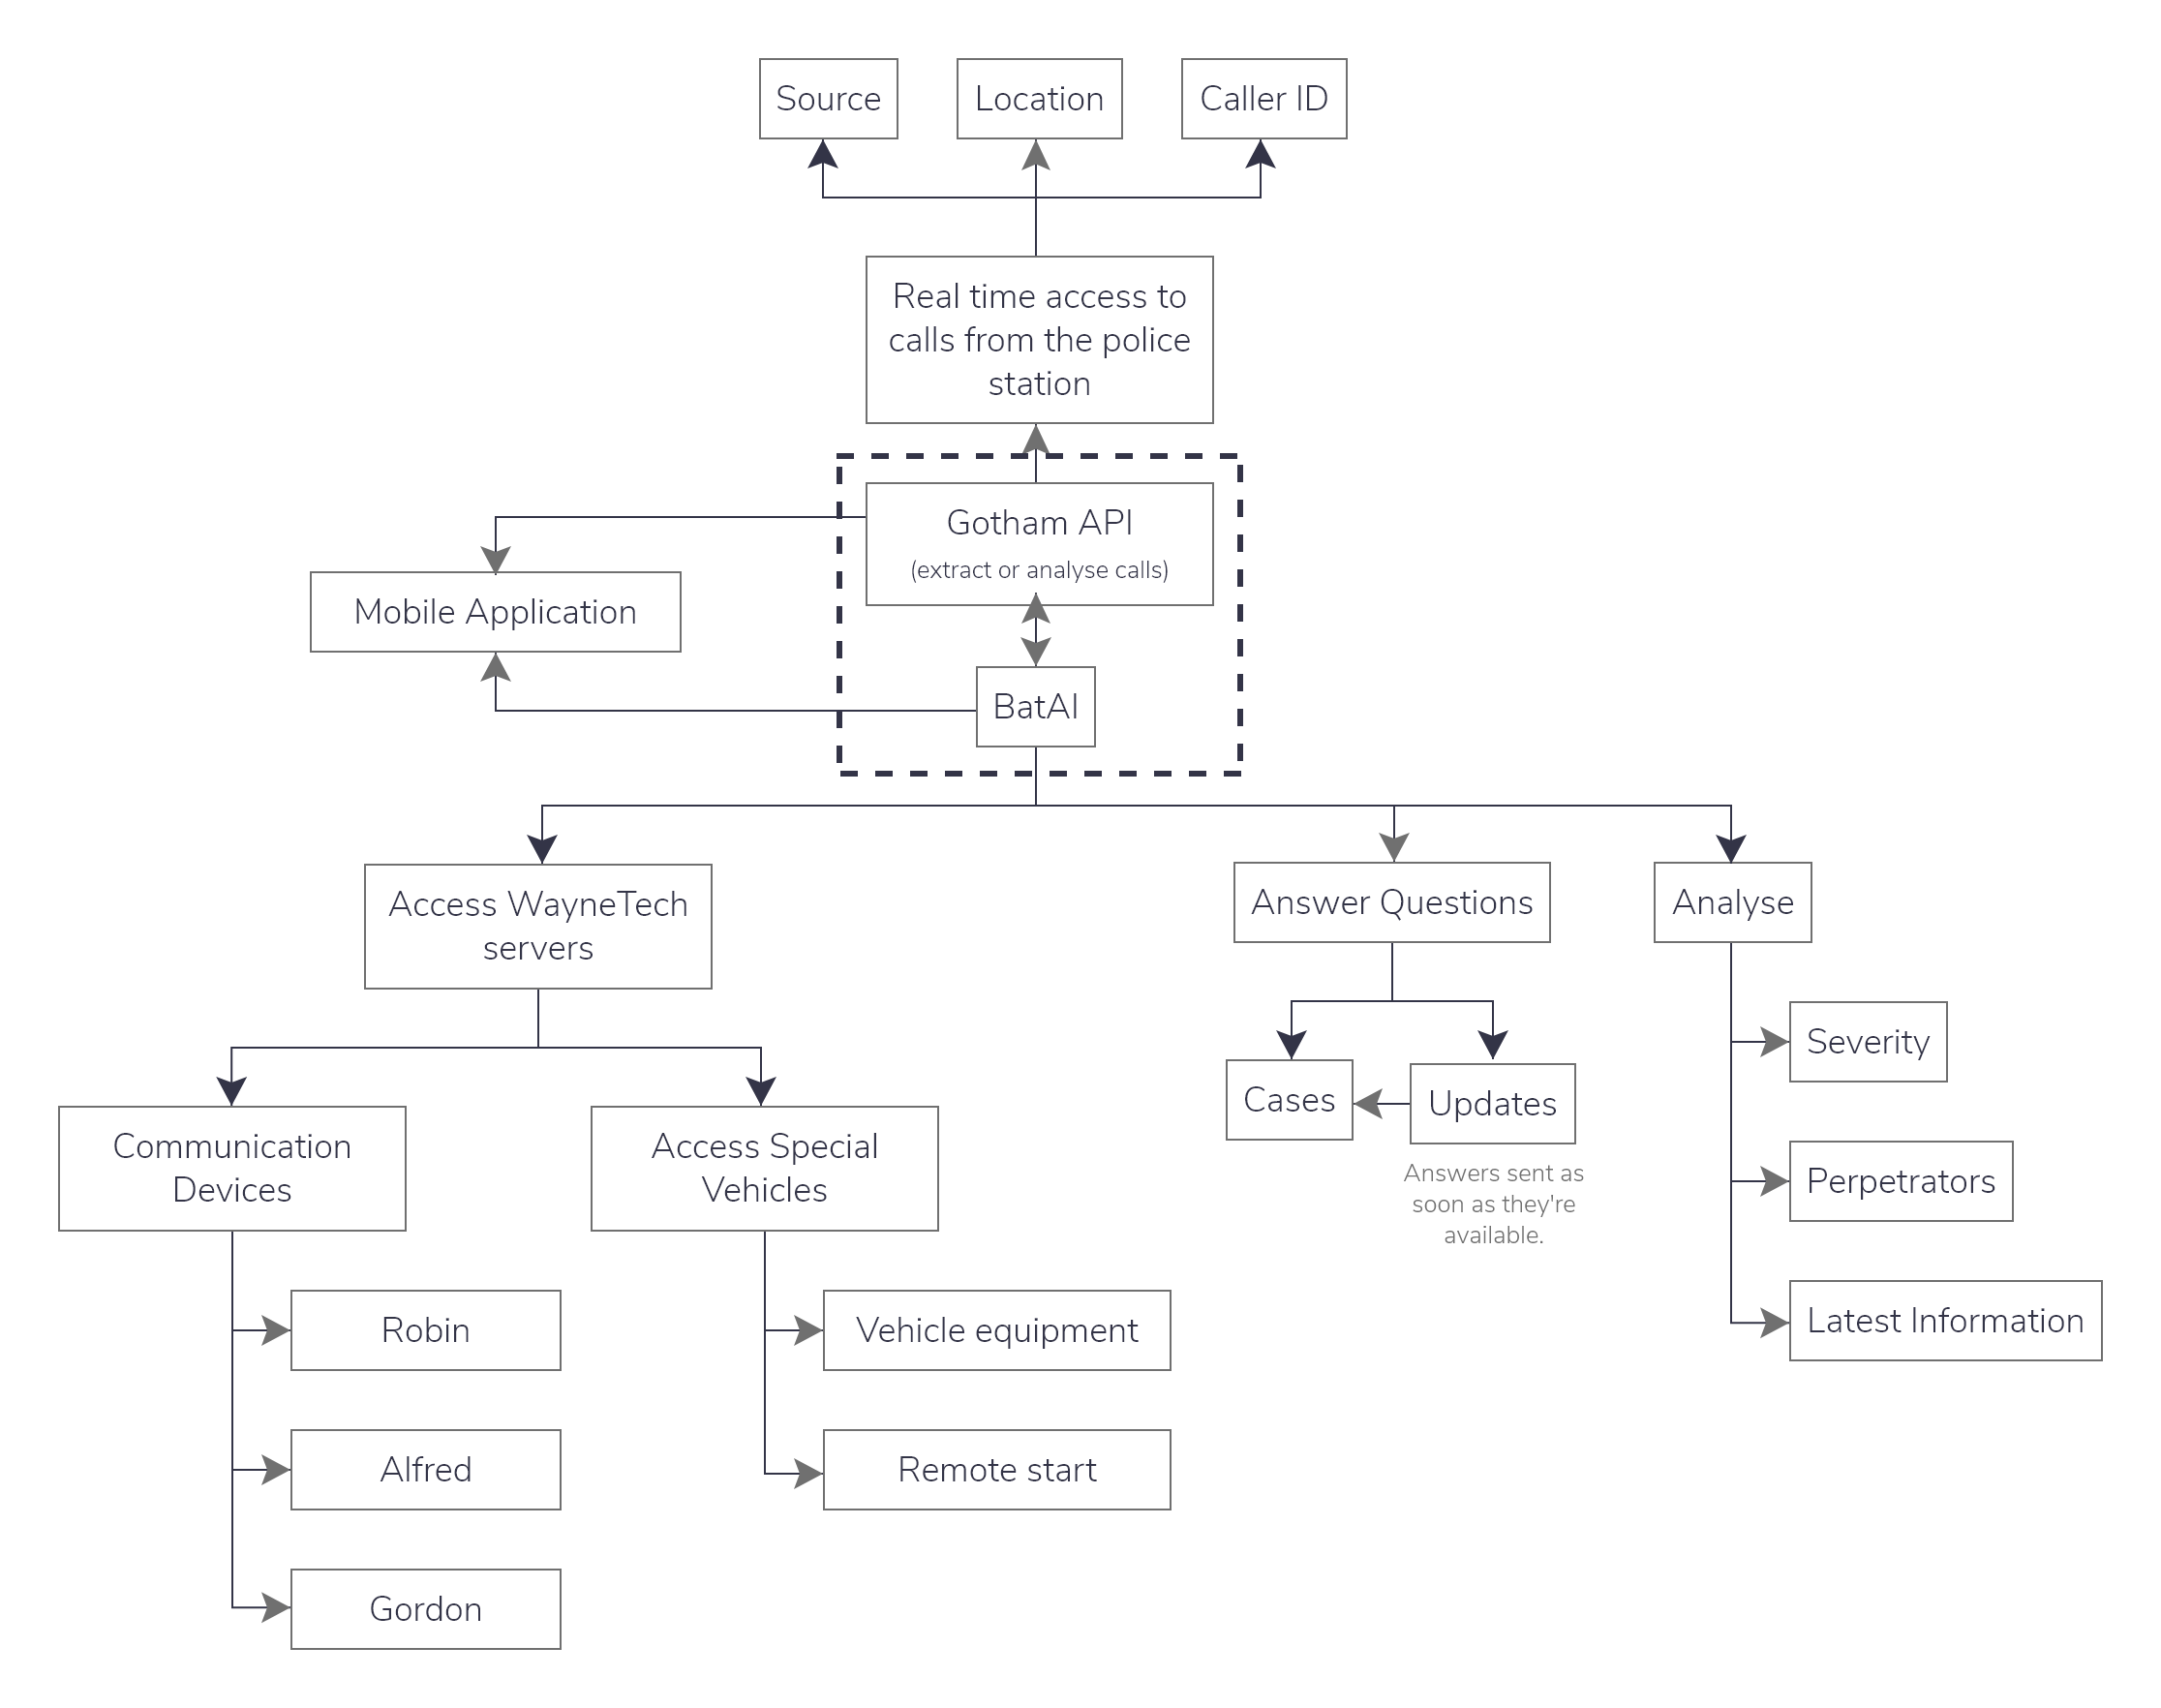 Source
Location
Caller ID
Real time access to
calls from the police
station
Gotham API
(extract or analyse calls)
Mobile Application
BatAI
Access WayneTech
servers
Answer Questions
Analyse
Severity
Cases
Updates
Answers sent as
soon as they're
available.
Communication
Devices
Access Special
Vehicles
Perpetrators
Latest Information
Robin
Vehicle equipment
Alfred
Remote start
Gordon